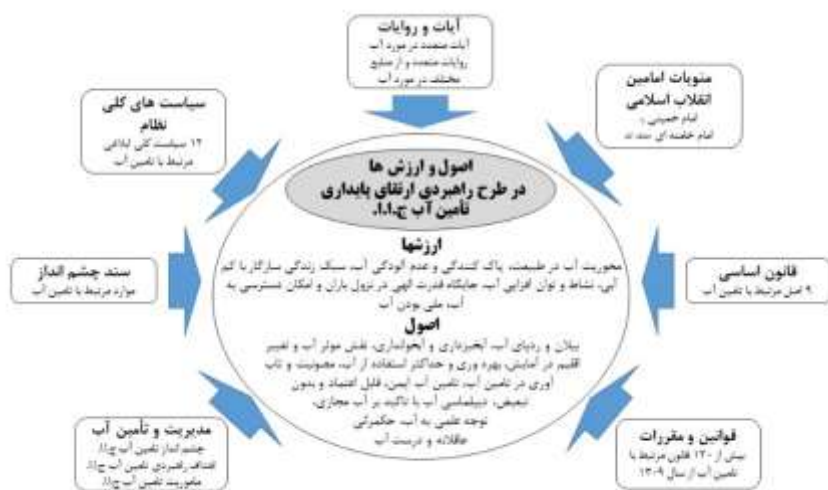 آیات و روایات
آیات متعدد در مورد آب
روایات متعدد و از منابع
مختلف در مورد آب
منویات امامین
انقلاب اسلامی
امام خمینی
امام خامنه ای
سیاست های کلی
نظام
۱۳ سیاست کلی ابلاغی
مرتبط با تامین آب
اصول و ارزش ها
در طرح راهبردی ارتقای پایداری
تأمین آب ج.ا.ا.
ارزشها
محوریت آب در طبیعت، پاک کنندگی و عدم آلودگی آب، سبک زندگی سازگار با کم
آبی، نشاط و توان افزایی آب، جایگاه قدرت الهی در نزول باران و امکان دسترسی به
آب، ملی بودن آب
اصول
بیلان و ردپای آب، آبخیزداری و آبخوانداری، نقش موثر آب و تغییر
اقلیم در آمایش، بهره وری و حداکثر استفاده از آب، مصونیت و تاب
آوری در تامین آب، تامین آب ایمن، قابل اعتماد و بدون
تبعیض، دیپلماسی آب با تاکید بر آب مجازی،
توجه علمی به آب، حکمرانی
عاقلانه و درست آب
قانون اساسی
۹ اصل مرتبط با تامین آب
سند چشم انداز
موارد مرتبط با تامین آب
قوانین و مقررات
بیش از ۱۳۰ قانون مرتبط با
تامین آب از سال ۱۳۰۹
مدیریت و تأمین آب
چشم انداز تامین آب ج.ا.ا.
اهداف راهبردی تامین آب ج.ا.ا.
ماموریت تامین آب ج.ا.ا.